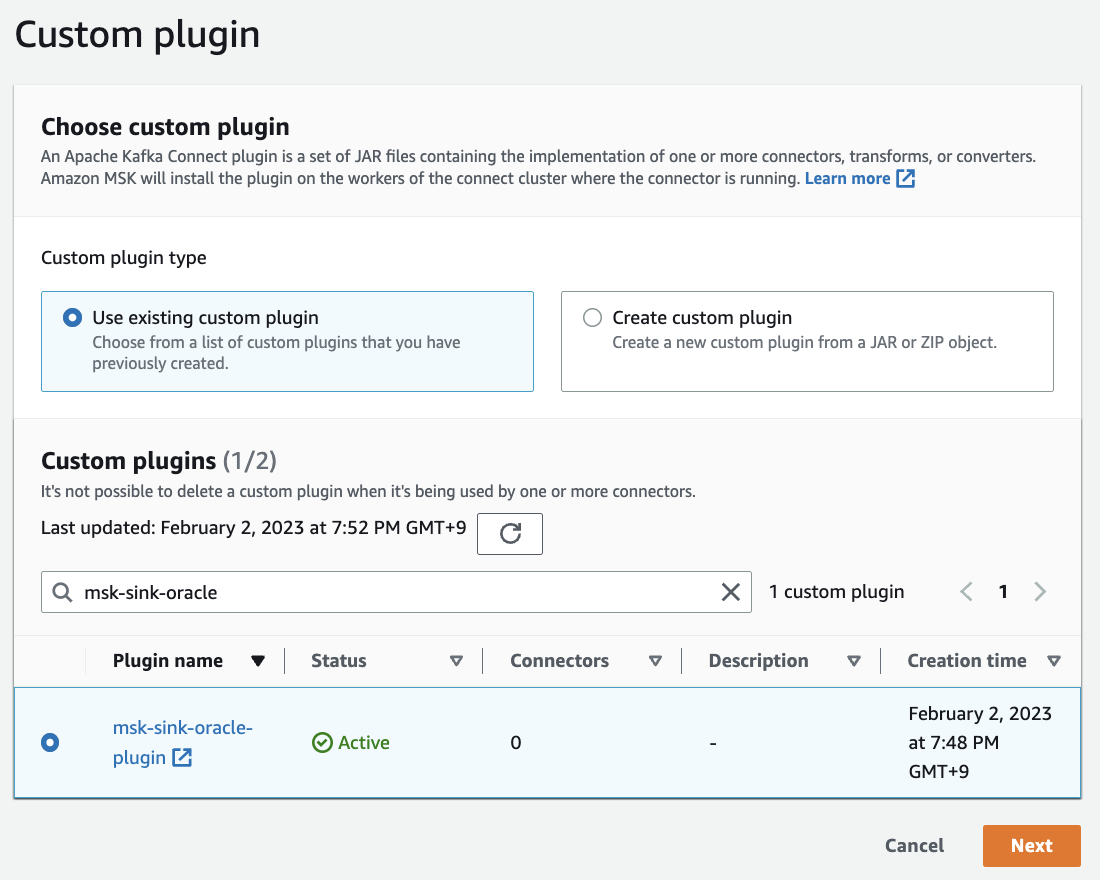 Custom plugin
Choose custom plugin
An Apache Kafka Connect plugin is a set of JAR files containing the implementation of one or more connectors, transforms, or converters.
Amazon MSK will install the plugin on the workers of the connect cluster where the connector is running. Learn more
Custom plugin type
Use existing custom plugin
Choose from a list of custom plugins that you have
previously created.
Create custom plugin
Create a new custom plugin from a JAR or ZIP object.
Custom plugins (1/2)
It's not possible to delete a custom plugin when it's being used by one or more connectors.
Last updated: February 2, 2023 at 7:52 PM GMT+9
msk-sink-oracle
1 custom plugin
1
Plugin name
Status
Connectors
Description
Creation time
msk-sink-oracle-
plugin
Active
0
-
February 2, 2023
at 7:48 PM
GMT+9
Cancel
Next